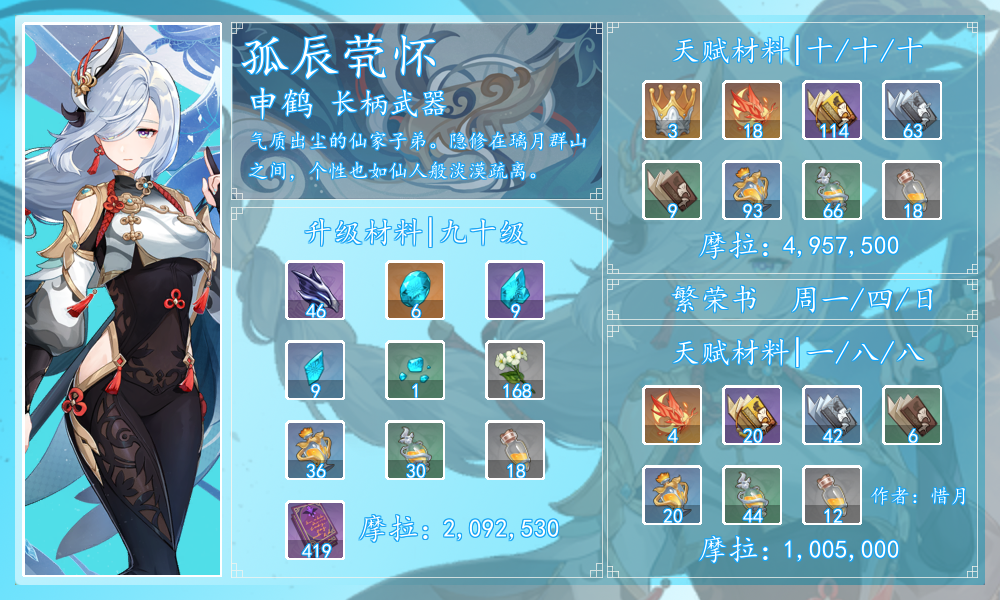 孤辰茕怀
申鹤 长柄武器
气质出尘的仙家子弟。隐修在璃月群山
之间，个性也如仙人般淡漠疏离。
升级材料|九十级
46 6 9
9 1 168
36 30 18
419
摩拉: 2,092,530
天赋材料|十/十/十
3 18 114 63
9 93 66 18
摩拉: 4,957,500
繁荣书 周一/四/日
天赋材料|一/八/八
4 20 42 6
20 44 12
作者: 惜月
摩拉: 1,005,000